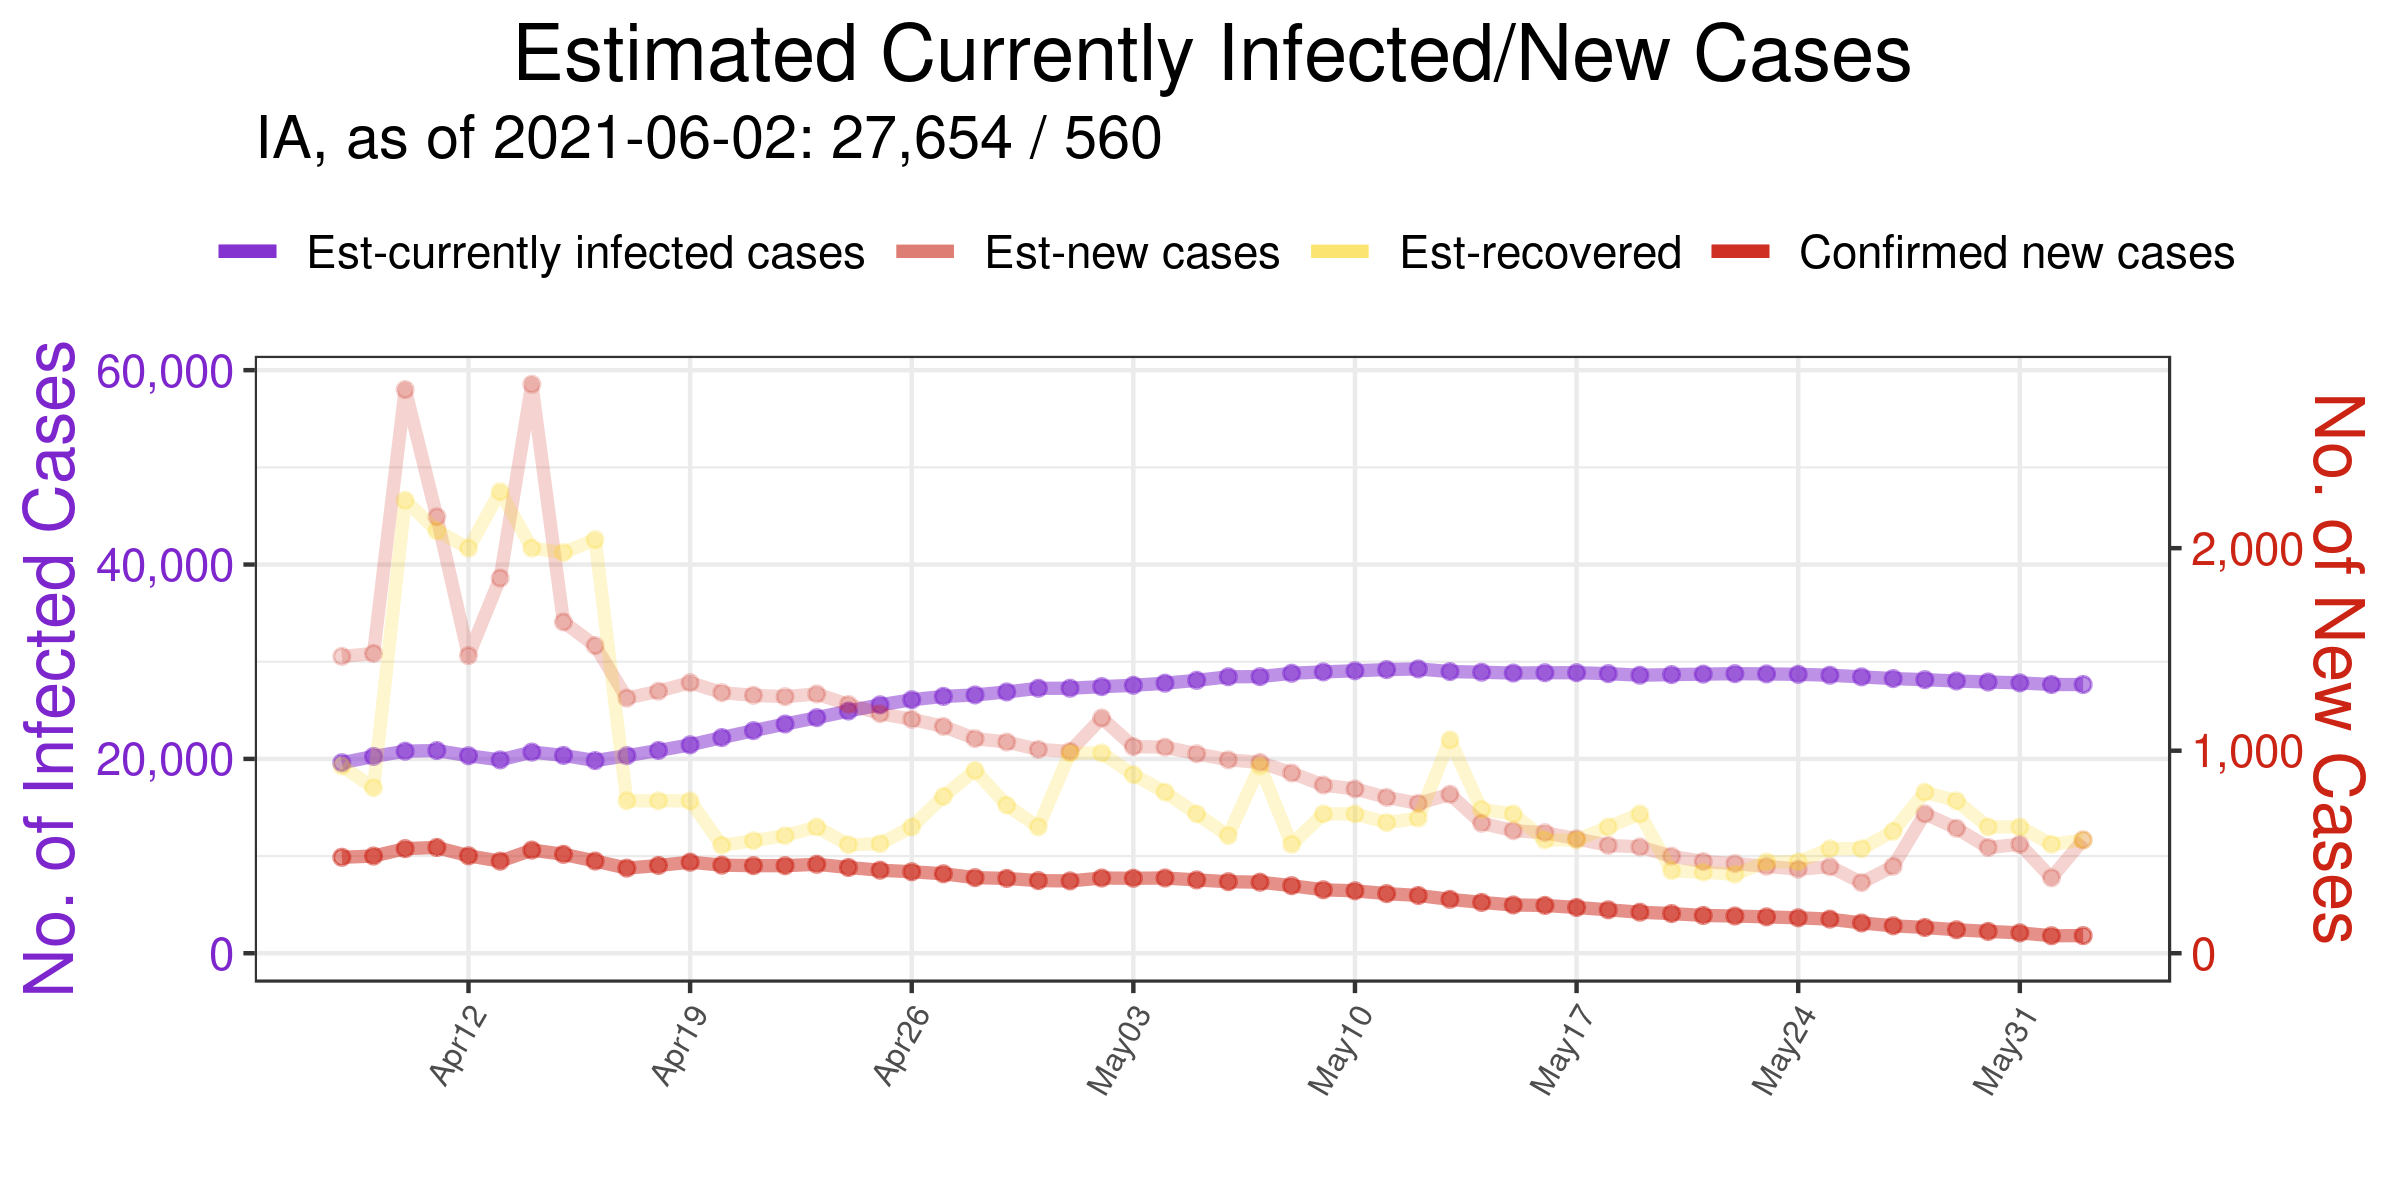 Estimated Currently Infected/New Cases
IA, as of 2021-06-02: 27,654 / 560
Est-currently infected cases Est-new cases Est-recovered Confirmed new cases
No. of Infected Cases
60,000
40,000
20,000
0
2,000
1,000
0
No. of New Cases
Apr12 Apr19 Apr26 May03 May10 May17 May24 May31